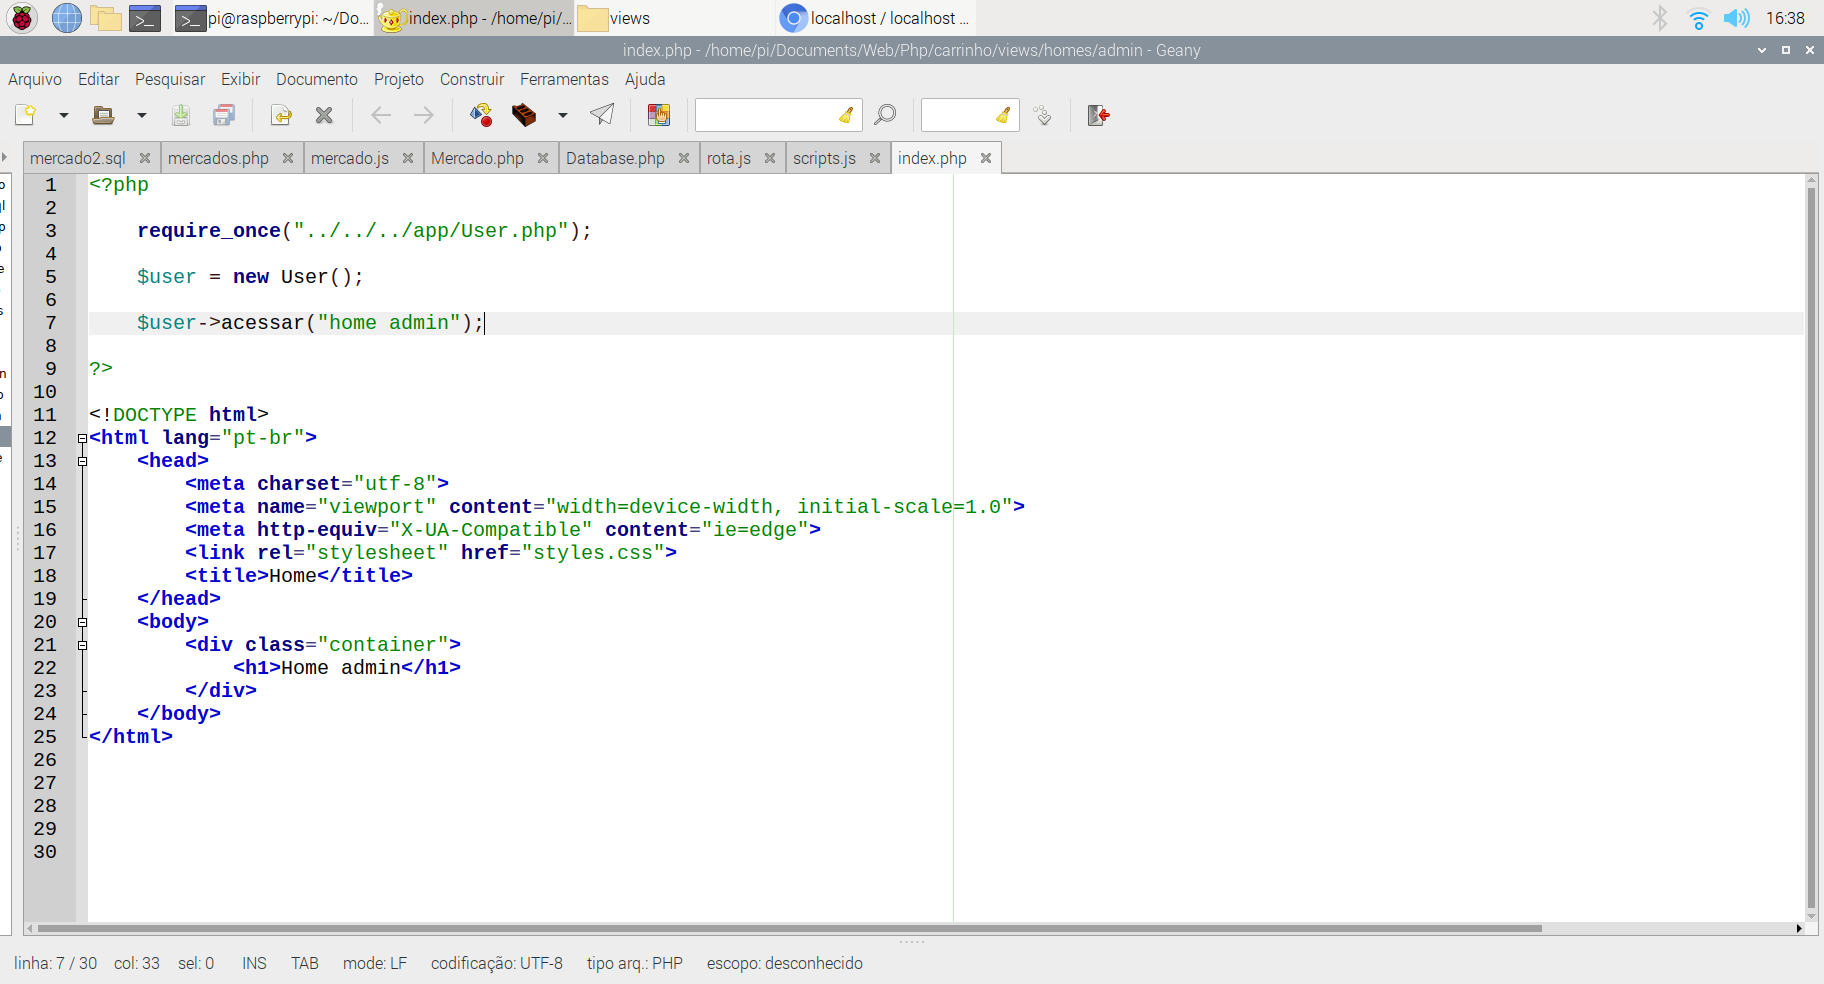 pi@raspberrypi: ~/Do... index.php - /home/pi/... views localhost / localhost ... 16:38
index.php - /home/pi/Documents/Web/Php/carrinho/views/homes/admin - Geany
Arquivo Editar Pesquisar Exibir Documento Projeto Construir Ferramentas Ajuda
mercado2.sql mercados.php mercado.js Mercado.php Database.php rota.js scripts.js index.php
1 <?php
2
3 require_once("../../../app/User.php");
4
5 $user = new User();
6
7 $user->acessar("home admin");
8
9 ?>
10
11 <!DOCTYPE html>
12 <html lang="pt-br">
13 <head>
14 <meta charset="utf-8">
15 <meta name="viewport" content="width=device-width, initial-scale=1.0">
16 <meta http-equiv="X-UA-Compatible" content="ie=edge">
17 <link rel="stylesheet" href="styles.css">
18 <title>Home</title>
19 </head>
20 <body>
21 <div class="container">
22 <h1>Home admin</h1>
23 </div>
24 </body>
25 </html>
26
27
28
29
30
linha: 7 / 30 col: 33 sel: 0 INS TAB mode: LF codificação: UTF-8 tipo arq.: PHP escopo: desconhecido